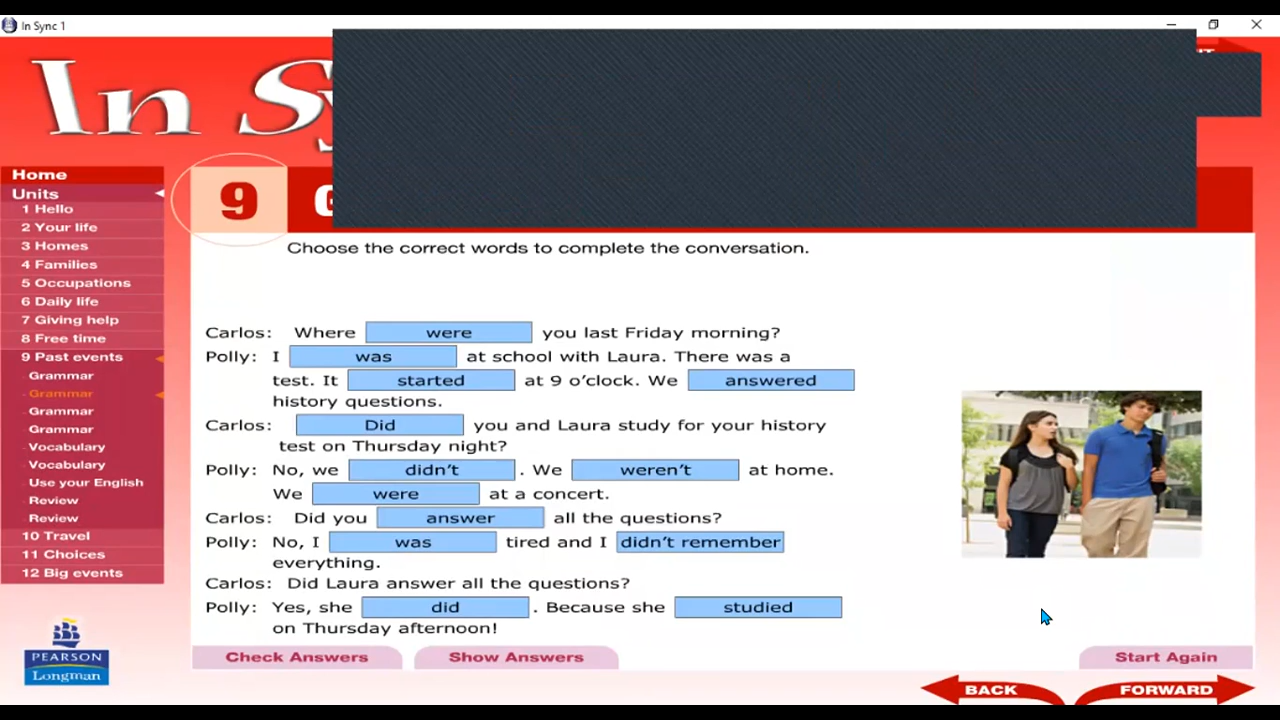 In Sync 1
In Sy
Home
Units
1 Hello
2 Your life
3 Homes
4 Families
5 Occupations
6 Daily life
7 Giving help
8 Free time
9 Past events
Grammar
Grammar
Grammar
Grammar
Vocabulary
Vocabulary
Use your English
Review
Review
10 Travel
11 Choices
12 Big events
PEARSON
Longman
9
Choose the correct words to complete the conversation.
Carlos: Where were you last Friday morning?
Polly: I was at school with Laura. There was a
test. It started at 9 o’clock. We answered
history questions.
Carlos: Did you and Laura study for your history
test on Thursday night?
Polly: No, we didn’t . We weren’t at home.
We were at a concert.
Carlos: Did you answer all the questions?
Polly: No, I was tired and I didn’t remember
everything.
Carlos: Did Laura answer all the questions?
Polly: Yes, she did . Because she studied
on Thursday afternoon!
Check Answers
Show Answers
Start Again
BACK
FORWARD